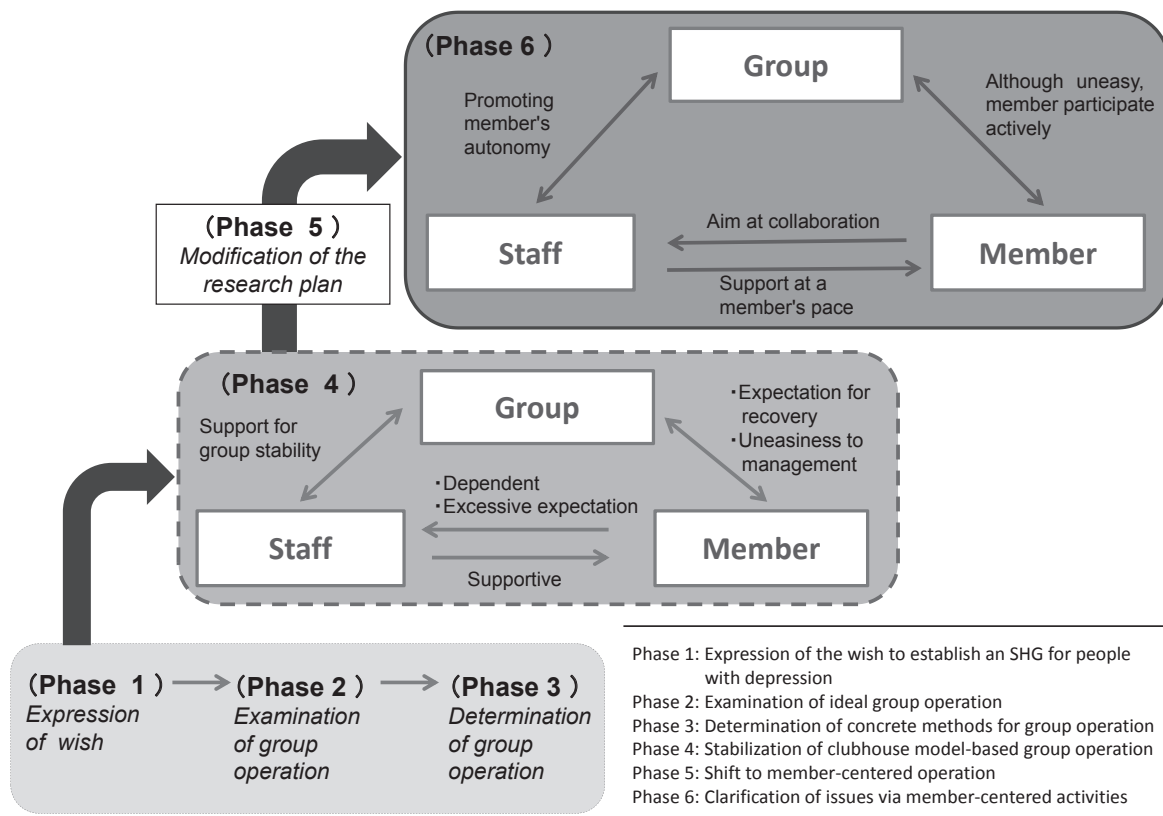 （Phase 6）
Group
Promoting
member's
autonomy
Although uneasy,
member participate
actively
Staff
Aim at collaboration
Support at a
member's pace
Member
（Phase 5）
Modification of the
research plan
（Phase 4）
Group
Support for
group stability
・Expectation for
recovery
・Uneasiness to
management
・Dependent
・Excessive expectation
Staff
Supportive
Member
（Phase 1）
Expression
of wish
（Phase 2）
Examination
of group
operation
（Phase 3）
Determination
of group
operation
Phase 1: Expression of the wish to establish an SHG for people
with depression
Phase 2: Examination of ideal group operation
Phase 3: Determination of concrete methods for group operation
Phase 4: Stabilization of clubhouse model-based group operation
Phase 5: Shift to member-centered operation
Phase 6: Clarification of issues via member-centered activities